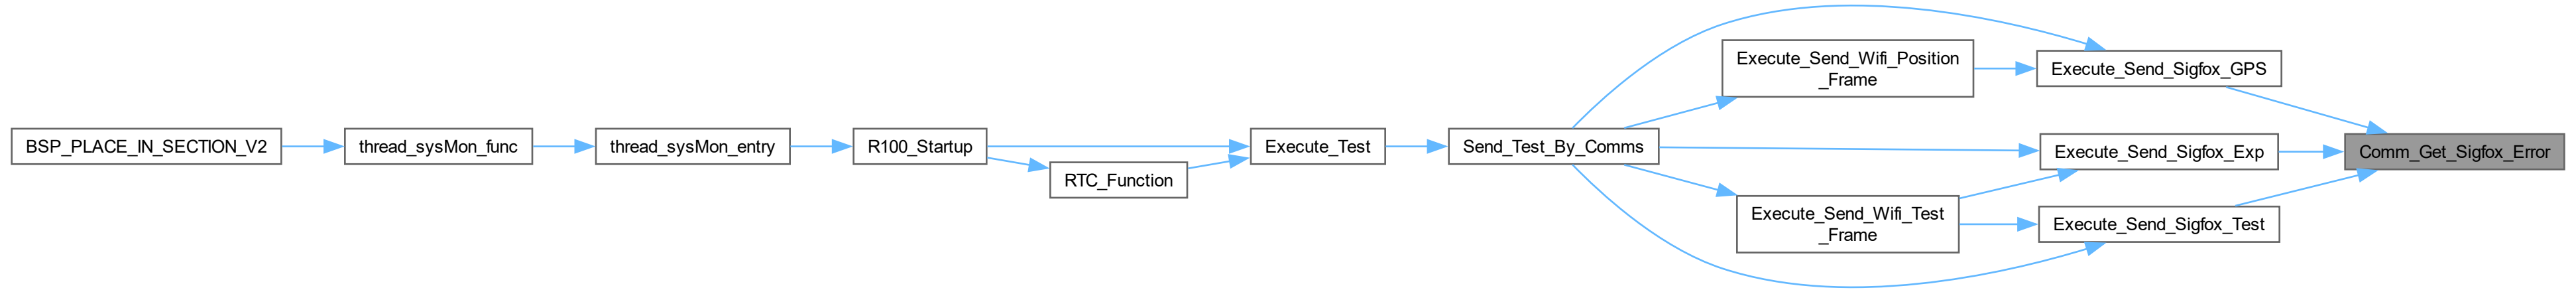 BSP_PLACE_IN_SECTION_V2
thread_sysMon_func
thread_sysMon_entry
R100_Startup
RTC_Function
Execute_Test
Send_Test_By_Comms
Execute_Send_Wifi_Position
_Frame
Execute_Send_Wifi_Test
_Frame
Execute_Send_Sigfox_GPS
Execute_Send_Sigfox_Exp
Execute_Send_Sigfox_Test
Comm_Get_Sigfox_Error